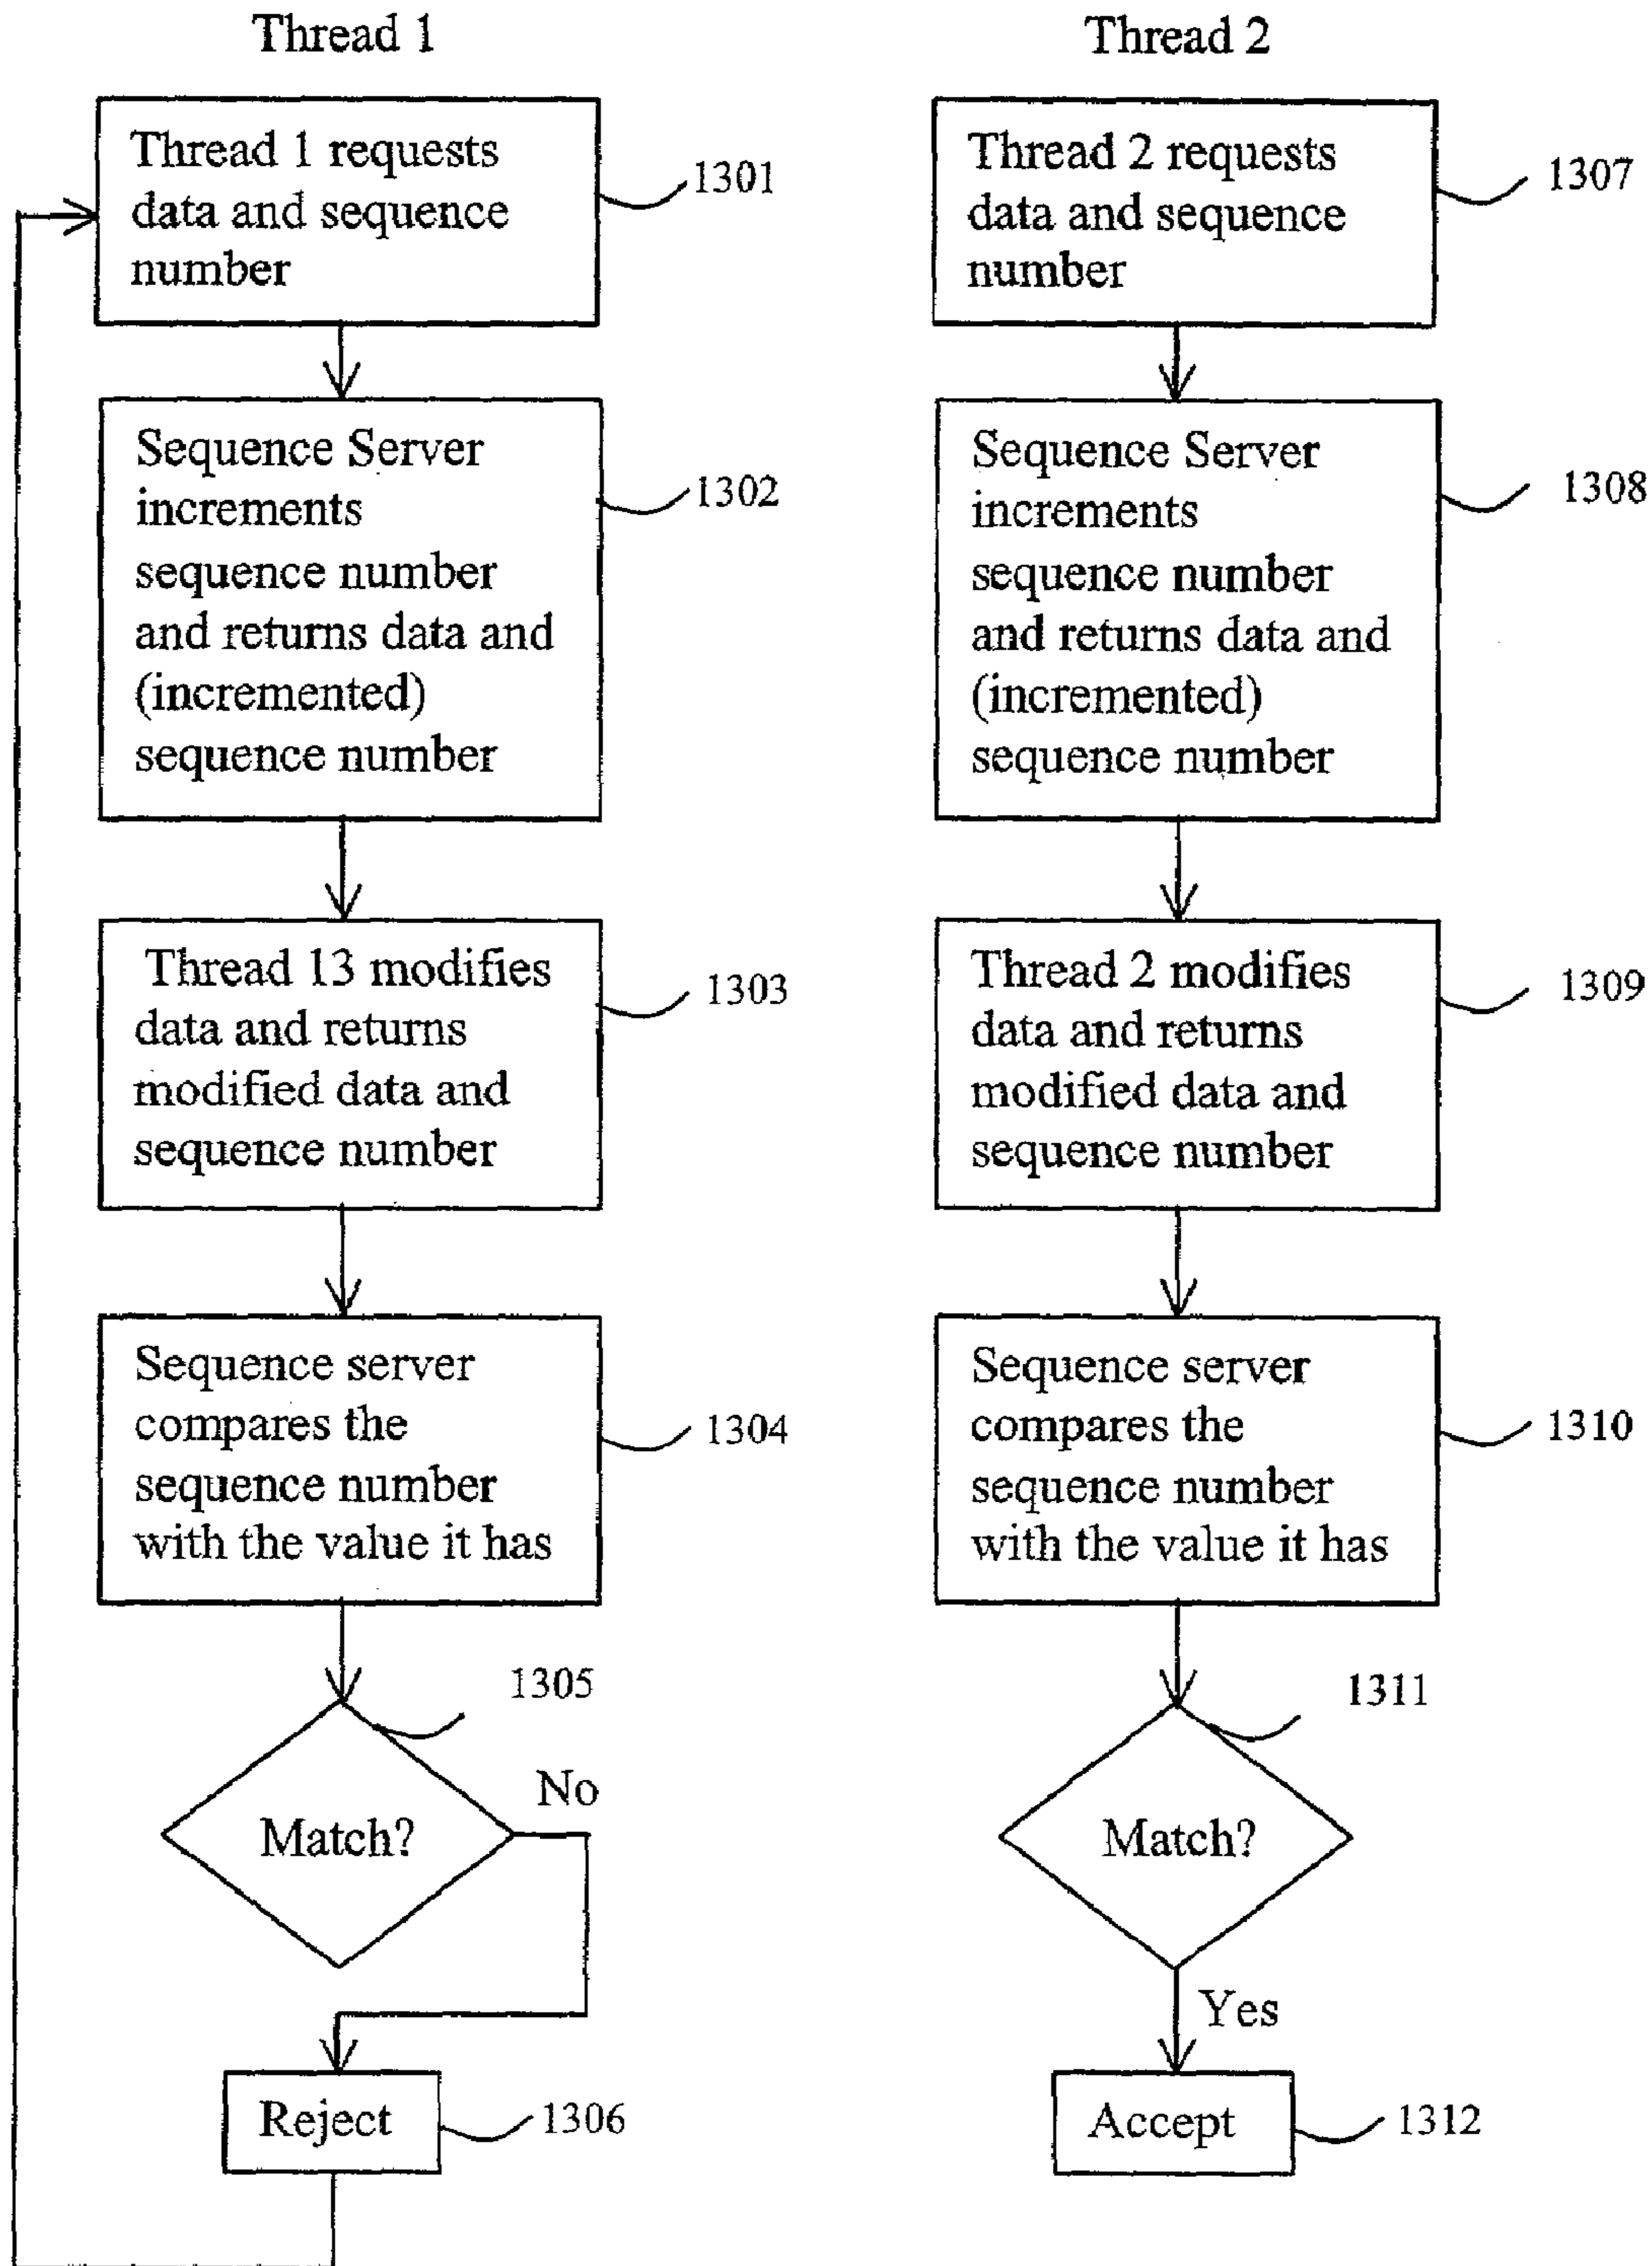 Thread 1
Thread 1 requests
data and sequence
number
1301
Sequence Server
increments
sequence number
and returns data and
(incremented)
sequence number
1302
Thread 13 modifies
data and returns
modified data and
sequence number
1303
Sequence server
compares the
sequence number
with the value it has
1304
1305
Match?
No
Reject
1306
Thread 2
Thread 2 requests
data and sequence
number
1307
Sequence Server
increments
sequence number
and returns data and
(incremented)
sequence number
1308
Thread 2 modifies
data and returns
modified data and
sequence number
1309
Sequence server
compares the
sequence number
with the value it has
1310
1311
Match?
Yes
Accept
1312